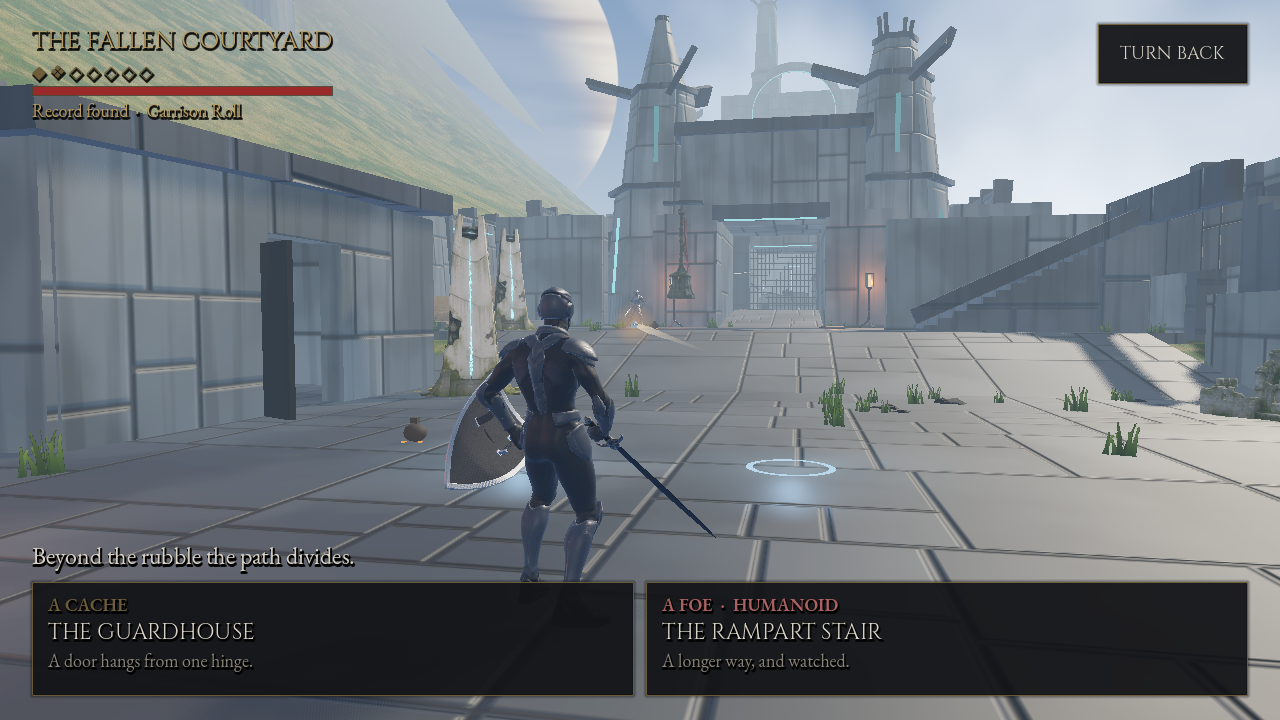 THE FALLEN COURTYARD
TURN BACK
Record found · Garrison Roll
Beyond the rubble the path divides.
A CACHE
THE GUARDHOUSE
A door hangs from one hinge.
A FOE · HUMANOID
THE RAMPART STAIR
A longer way, and watched.